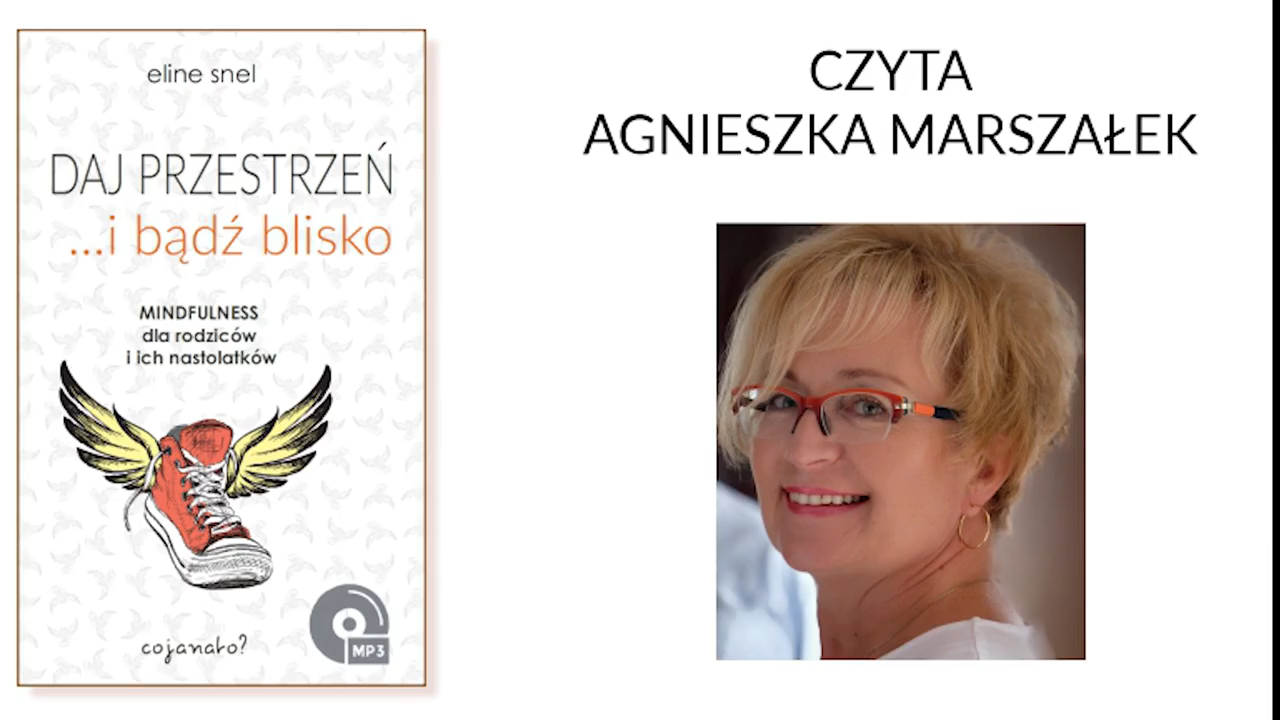 eline snel
DAJ PRZESTRZEŃ
...i bądź blisko
MINDFULNESS
dla rodziców
i ich nastolatków
cojanato?
MP3
CZYTA
AGNIESZKA MARSZAŁEK